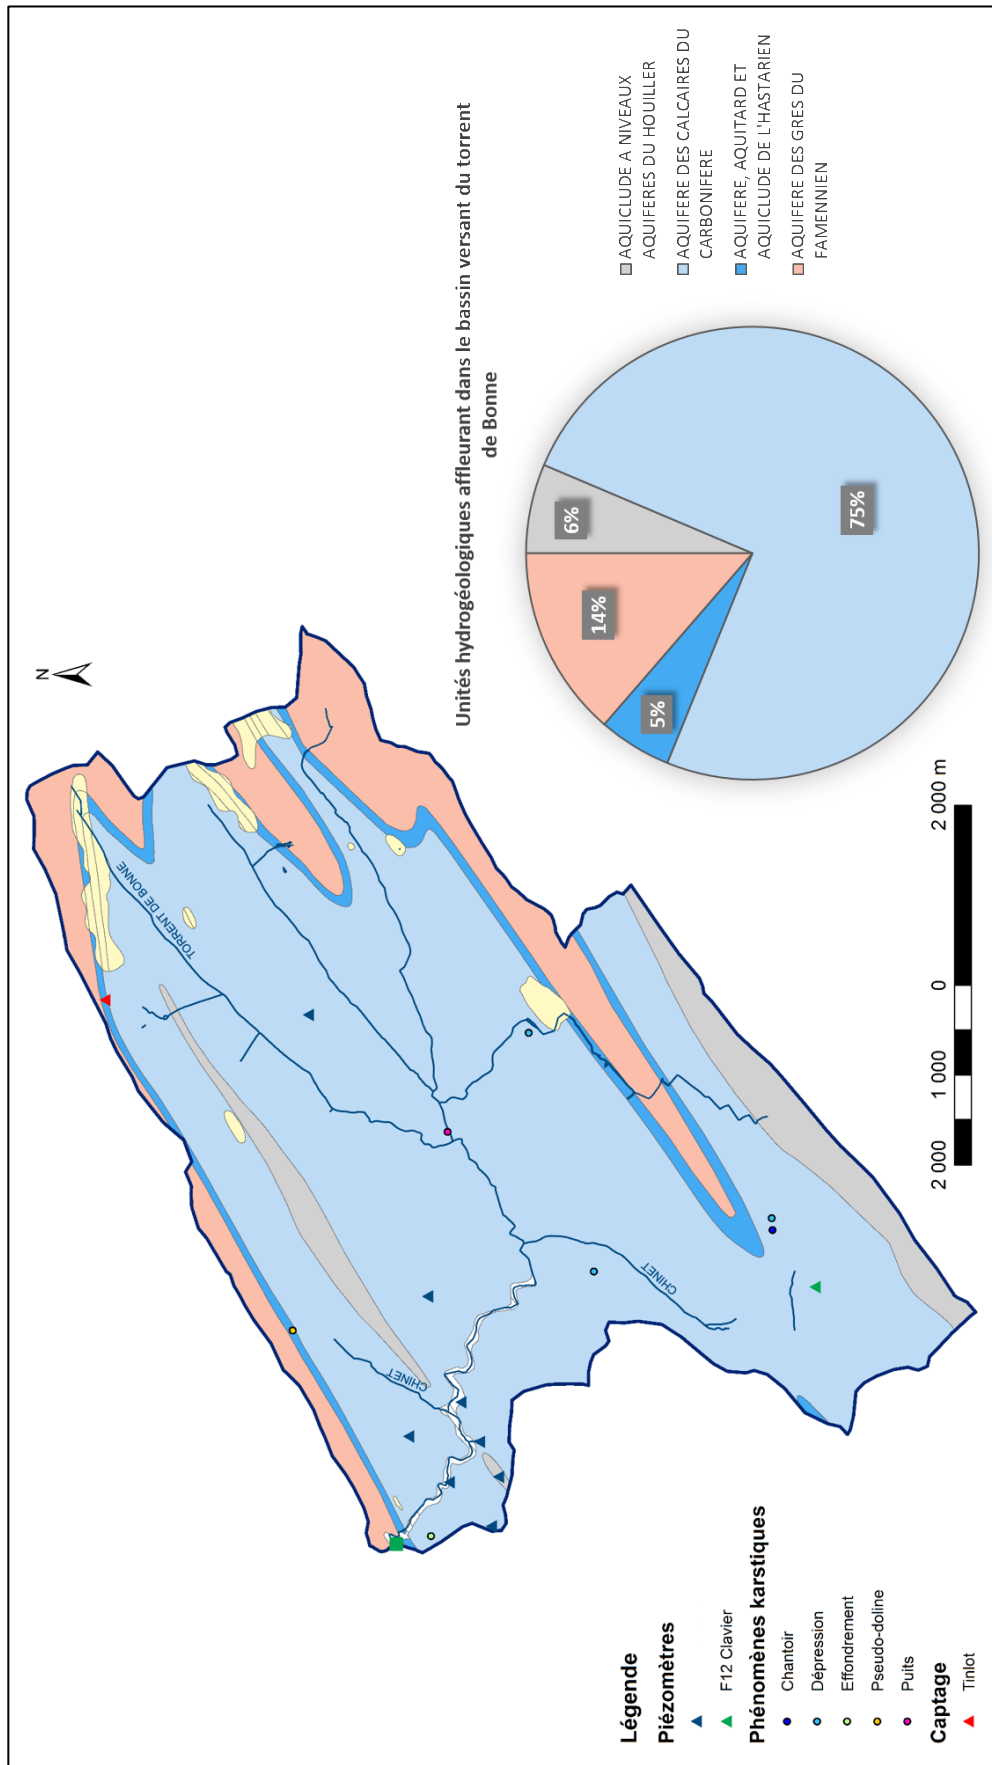 N
TORRENT DE BONNE
CHINET
CHINET
Légende
Piézomètres
F12 Clavier
Phénomènes karstiques
Chantoir
Dépression
Effondrement
Pseudo-doline
Puits
Captage
Tinlot
2 000
1 000
0
2 000 m
Unités hydrogéologiques affleurant dans le bassin versant du torrent
de Bonne
6%
14%
5%
75%
AQUICLUDE A NIVEAUX
AQUIFERES DU HOUILLER
AQUIFERE DES CALCAIRES DU
CARBONIFERE
AQUIFERE, AQUITARD ET
AQUICLUDE DE L'HASTARIEN
AQUIFERE DES GRES DU
FAMENNIEN